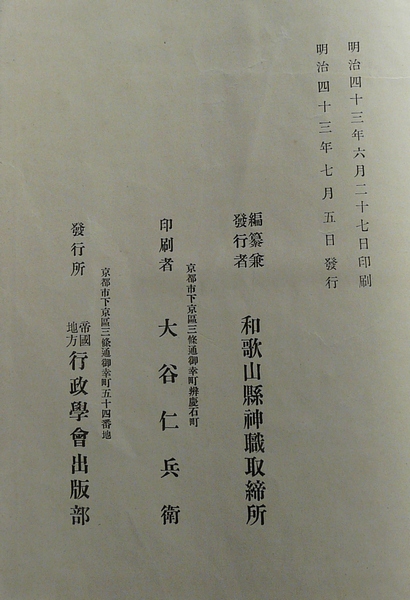 明治四十三年六月二十七日印刷
明治四十三年七月五日發行
編纂兼
發行者
和歌山縣神職取締所
京都市下京區三條通御幸町辨慶石町
印刷者 大谷仁兵衛
京都市下京區三條通御幸町五十四番地
發行所
帝國
地方
行政學會出版部